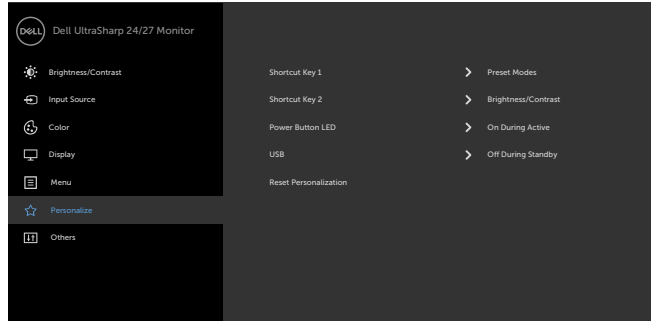 DELL Dell UltraSharp 24/27 Monitor
Brightness/Contrast
Shortcut Key 1 Preset Modes
Input Source
Shortcut Key 2 Brightness/Contrast
Color
Power Button LED On During Active
Display
USB Off During Standby
Menu
Reset Personalization
Personalize
Others